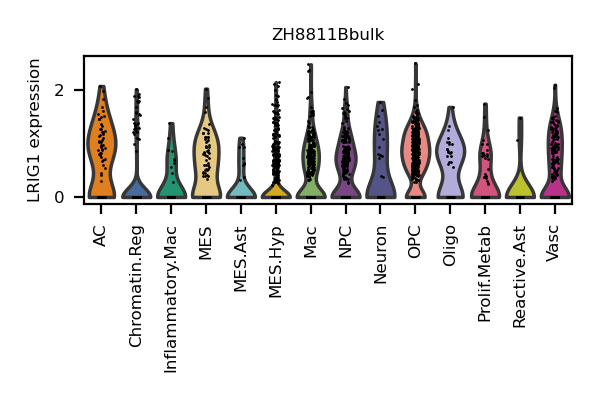 ZH8811Bbulk
LRIG1 expression
2
0
AC
Chromatin.Reg
Inflammatory.Mac
MES
MES.Ast
MES.Hyp
Mac
NPC
Neuron
OPC
Oligo
Prolif.Metab
Reactive.Ast
Vasc